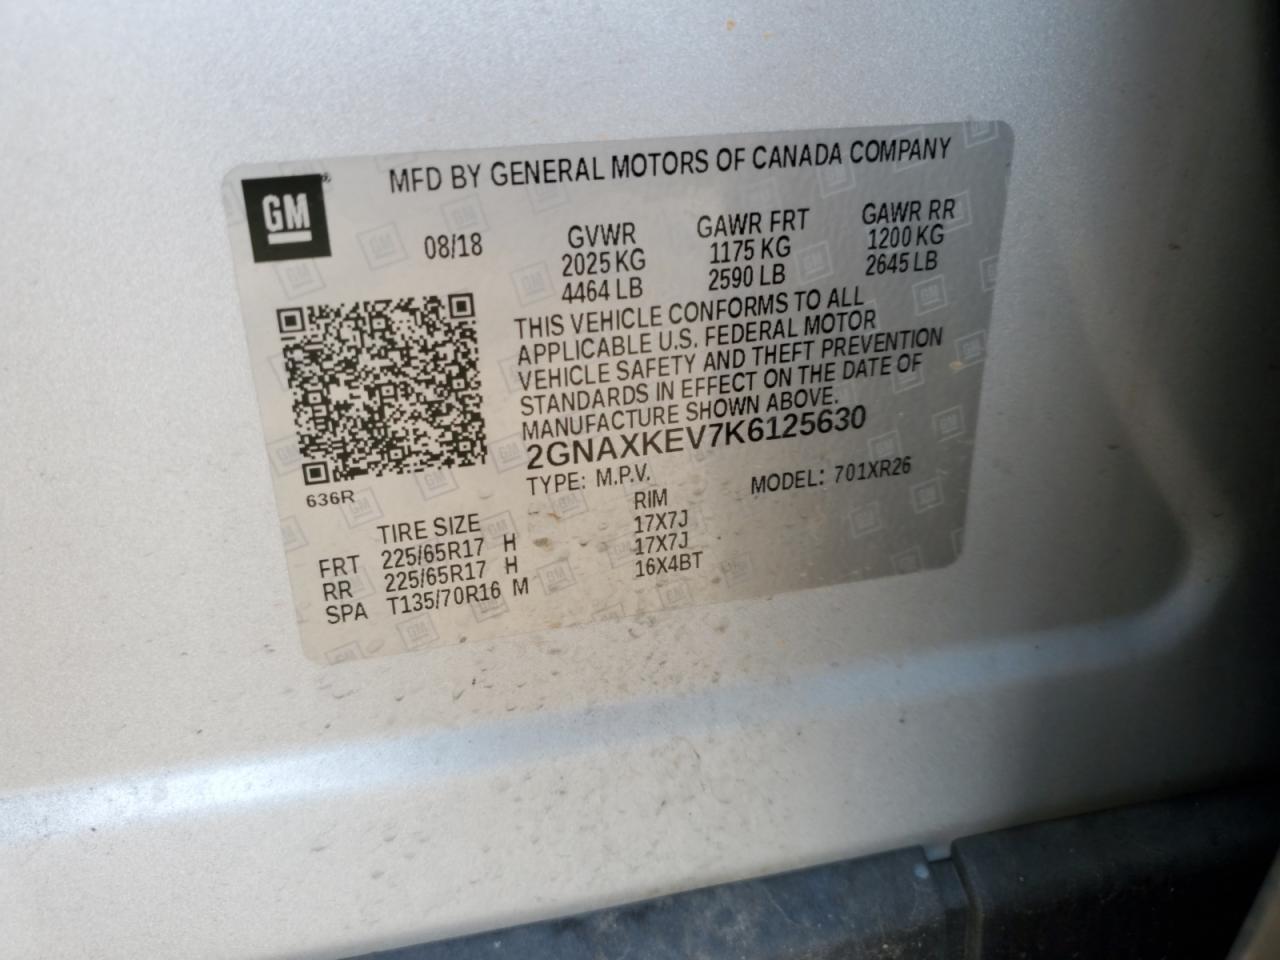 GM
MFD BY GENERAL MOTORS OF CANADA COMPANY
08/18
GVWR GAWR FRT GAWR RR
2025 KG 1175 KG 1200 KG
4464 LB 2590 LB 2645 LB
THIS VEHICLE CONFORMS TO ALL
APPLICABLE U.S. FEDERAL MOTOR
VEHICLE SAFETY AND THEFT PREVENTION
STANDARDS IN EFFECT ON THE DATE OF
MANUFACTURE SHOWN ABOVE.
2GNAXKEV7K6125630
TYPE: M.P.V. MODEL: 701XR26
636R
TIRE SIZE RIM
FRT 225/65R17 H 17X7J
RR 225/65R17 H 17X7J
SPA T135/70R16 M 16X4BT